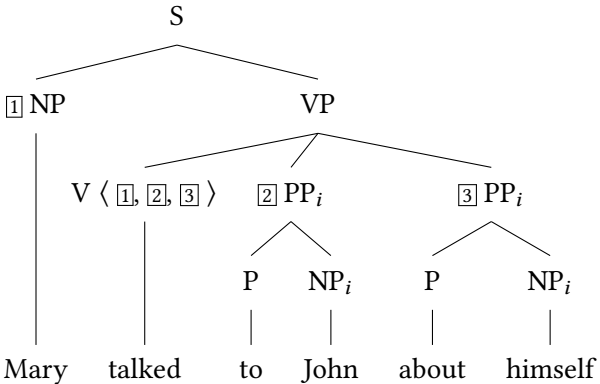 S
1 NP VP
V ⟨ 1, 2, 3 ⟩ 2 PPᵢ 3 PPᵢ
P NPᵢ P NPᵢ
Mary talked to John about himself